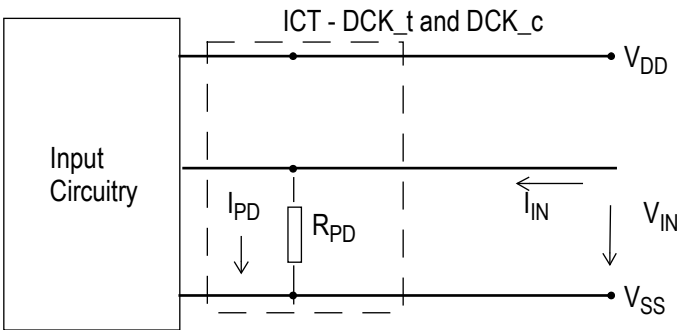 ICT - DCK_t and DCK_c
VDD
Input
Circuitry
IPD
RPD
IIN
VIN
VSS